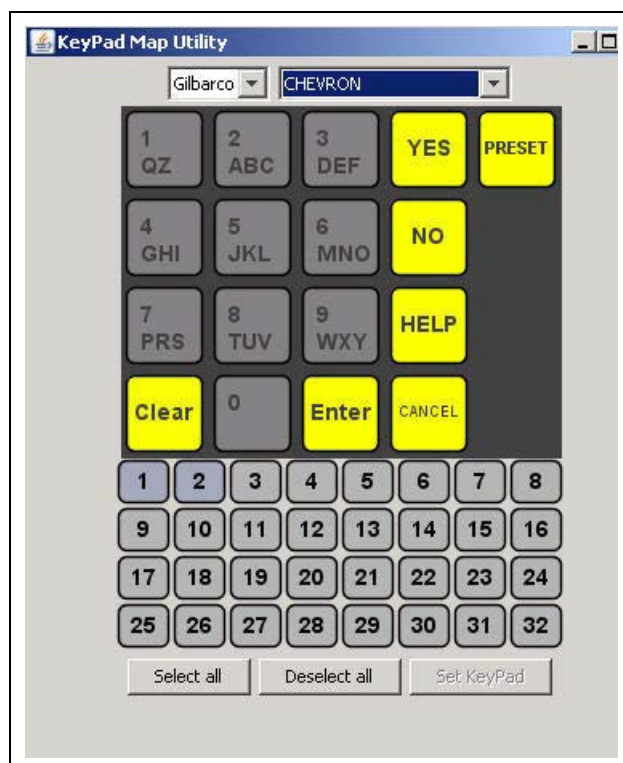 KeyPad Map Utility
Gilbarco CHEVRON
1 QZ 2 ABC 3 DEF YES PRESET
4 GHI 5 JKL 6 MNO NO
7 PRS 8 TUV 9 WXY HELP
Clear 0 Enter CANCEL
1 2 3 4 5 6 7 8
9 10 11 12 13 14 15 16
17 18 19 20 21 22 23 24
25 26 27 28 29 30 31 32
Select all Deselect all Set KeyPad